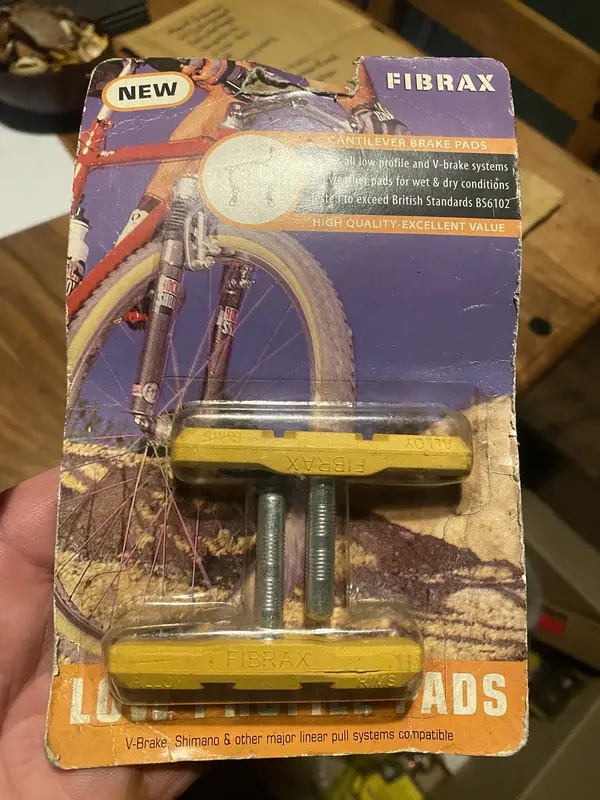 NEW
FIBRAX
CANTILEVER BRAKE PADS
all low profile and V-brake systems
pads for wet & dry conditions
to exceed British Standards BS6102
HIGH QUALITY-EXCELLENT VALUE
ALLOY
RIMS
FIBRAX
FIBRAX
ALLOY
RIMS
PADS
V-Brake, Shimano & other major linear pull systems compatible